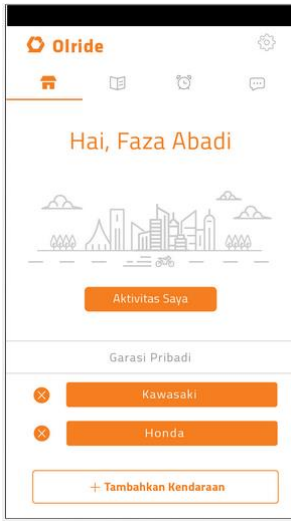 Olride
Hai, Faza Abadi
Aktivitas Saya
Garasi Pribadi
Kawasaki
Honda
+ Tambahkan Kendaraan